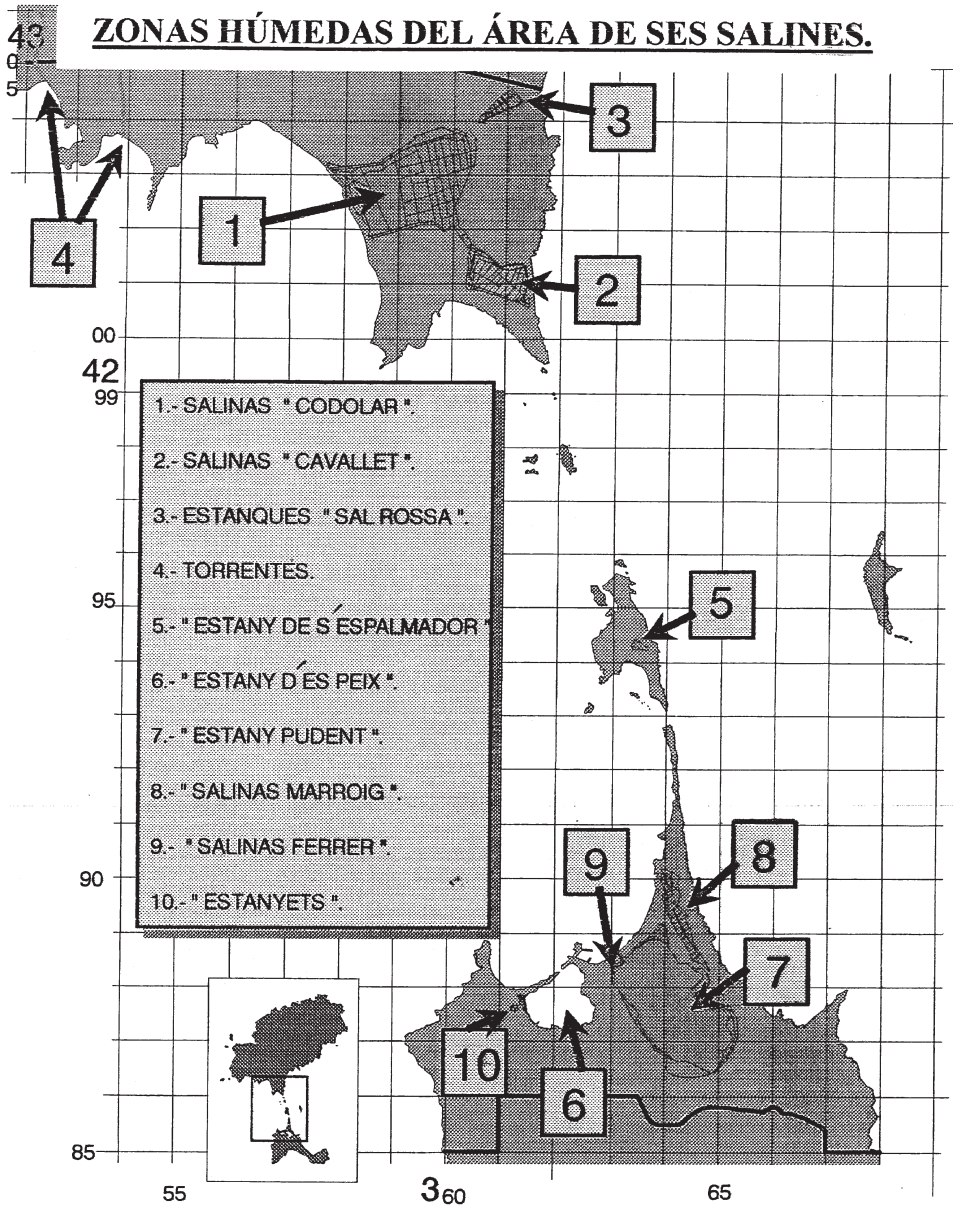 ZONAS HÚMEDAS DEL ÁREA DE SES SALINES.
43
0
5
3
1
4
2
00
42
99
1.- SALINAS " CODOLAR ".
2.- SALINAS " CAVALLET ".
3.- ESTANQUES " SAL ROSSA ".
4.- TORRENTES.
5.- " ESTANY DE S´ESPALMADOR "
6.- " ESTANY D´ES PEIX ".
7.- " ESTANY PUDENT ".
8.- " SALINAS MARROIG ".
9.- " SALINAS FERRER ".
10.- " ESTANYETS ".
95
5
90
9
8
7
10
6
85
55
360
65